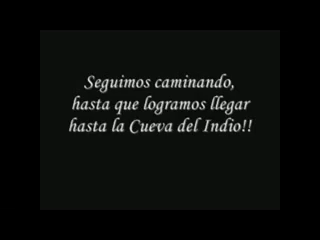 Seguimos caminando,
hasta que logramos llegar
hasta la Cueva del Indio!!